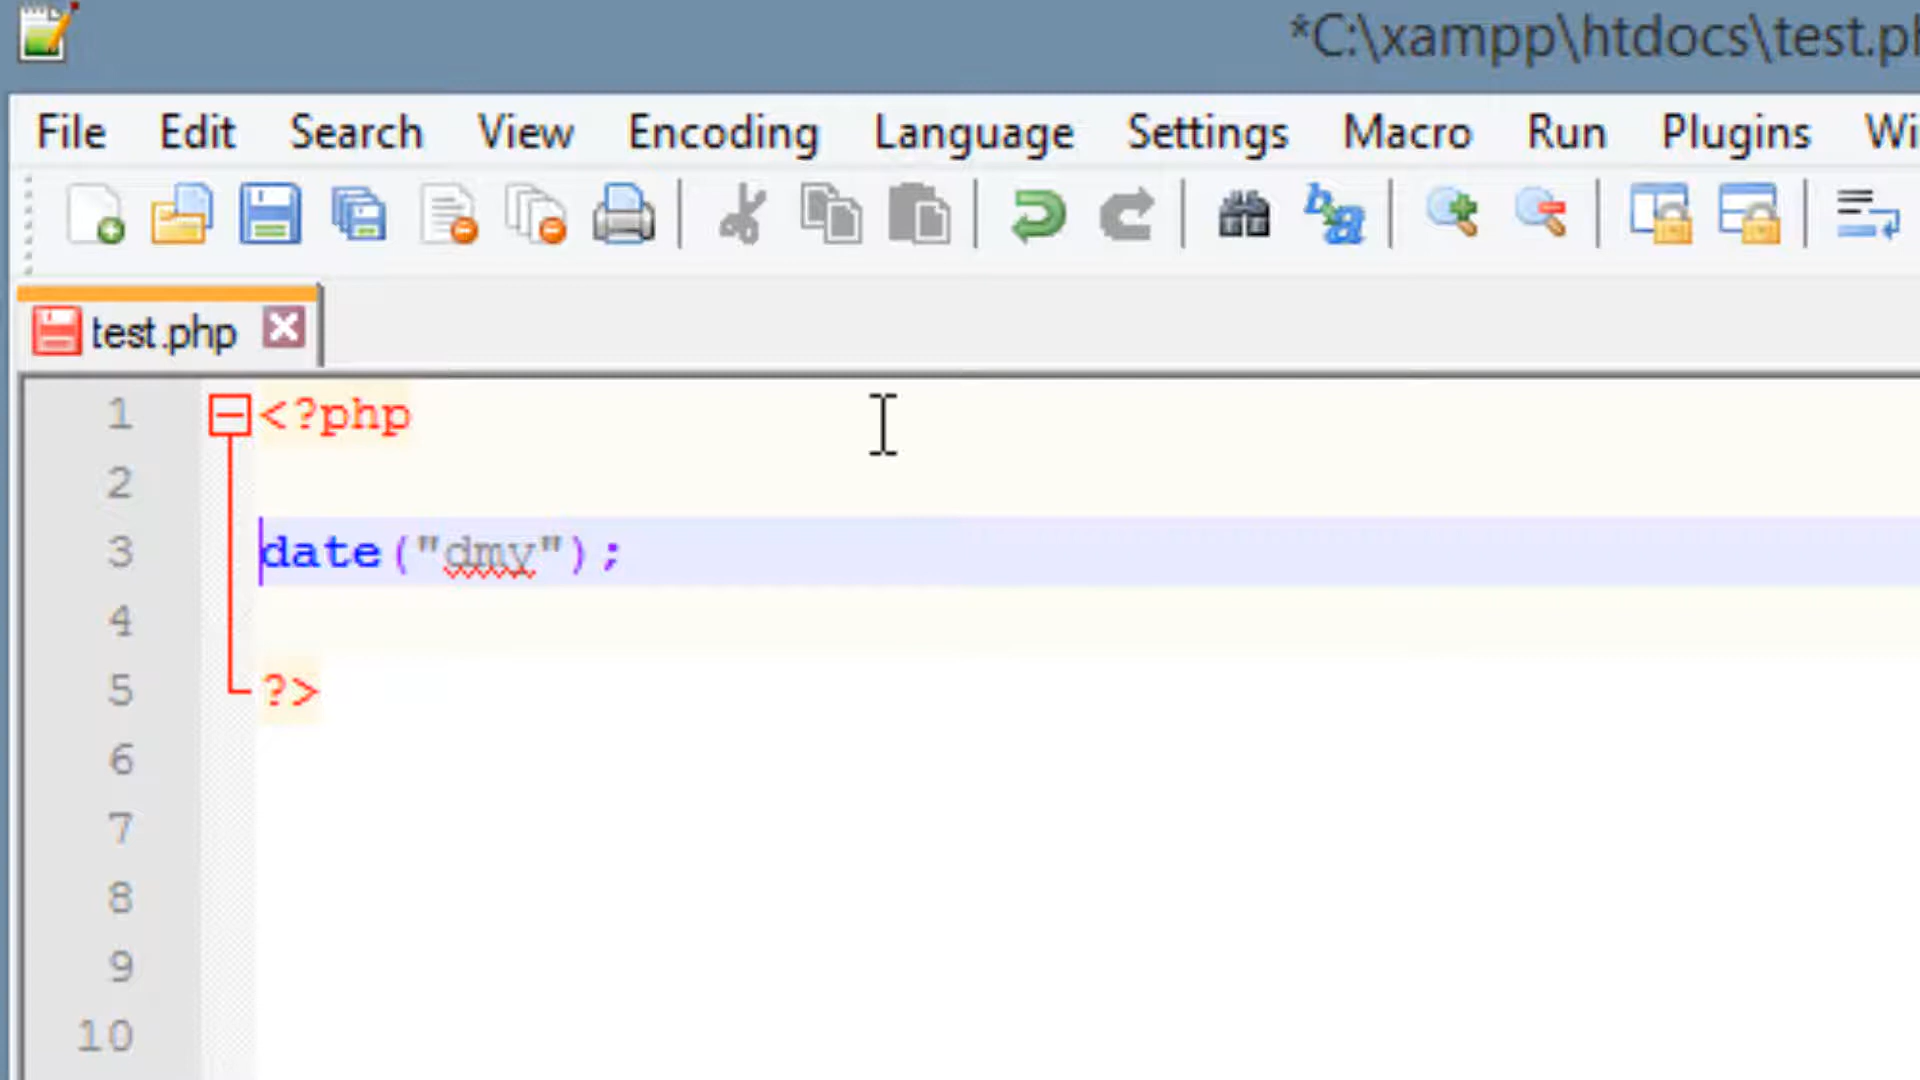 *C:\xampp\htdocs\test.ph
File Edit Search View Encoding Language Settings Macro Run Plugins Wi
test.php
1 <?php
2
3 date("dmy");
4
5 ?>
6
7
8
9
10